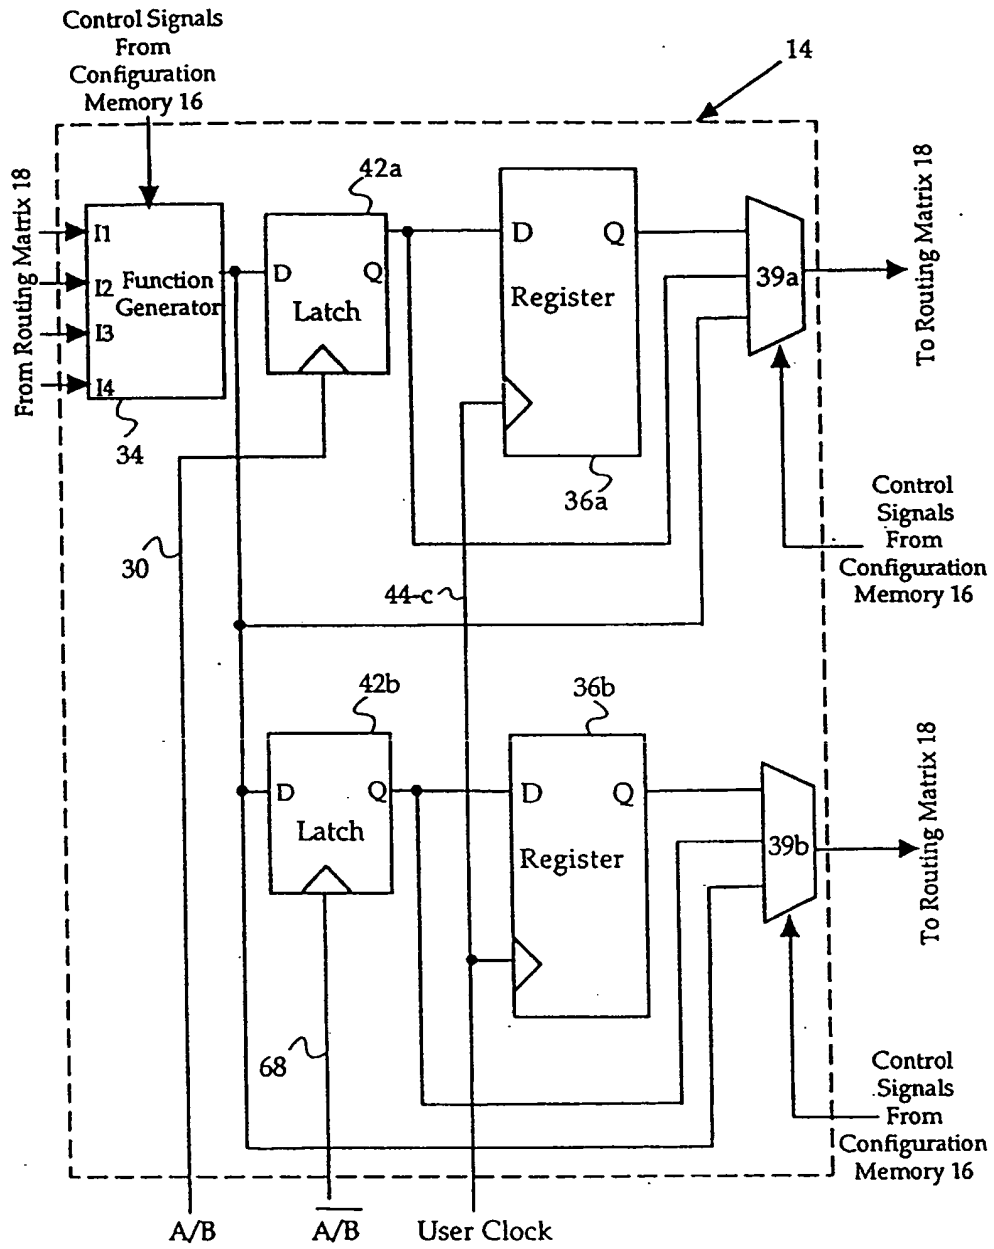 Control Signals
From
Configuration
Memory 16
14
From Routing Matrix 18
I1
I2
I3
I4
Function
Generator
34
42a
D
Q
Latch
D
Q
Register
36a
39a
To Routing Matrix 18
Control
Signals
From
Configuration
Memory 16
30
44-c
42b
D
Q
Latch
36b
D
Q
Register
39b
To Routing Matrix 18
68
Control
Signals
From
Configuration
Memory 16
A/B
A̅/̅B̅
User Clock